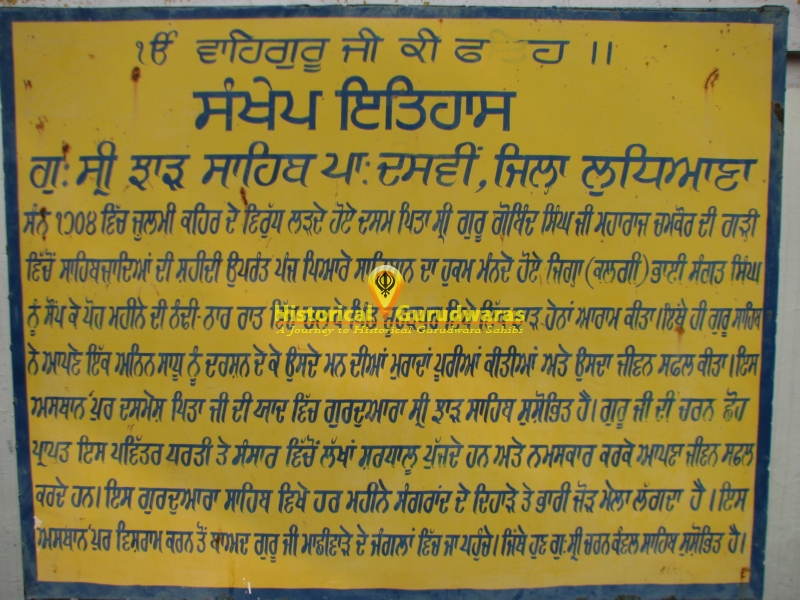 ੴ ਵਾਹਿਗੁਰੂ ਜੀ ਕੀ ਫਤਿਹ ॥
ਸੰਖੇਪ ਇਤਿਹਾਸ
ਗੁ: ਸ੍ਰੀ ਝਾੜ ਸਾਹਿਬ ਪਾ: ਦਸਵੀਂ, ਜਿਲਾ ਲੁਧਿਆਣਾ
ਸੰਨ ੧੭੦੪ ਵਿੱਚ ਜੁਲਮੀ ਕਹਿਰ ਦੇ ਵਿਰੁੱਧ ਲੜਦੇ ਹੋਏ ਦਸਮ ਪਿਤਾ ਸ੍ਰੀ ਗੁਰੂ ਗੋਬਿੰਦ ਸਿੰਘ ਜੀ ਮਹਾਰਾਜ ਚਮਕੌਰ ਦੀ ਗੜੀ
ਵਿੱਚੋਂ ਸਾਹਿਬਜ਼ਾਦਿਆਂ ਦੀ ਸ਼ਹੀਦੀ ਉਪਰੰਤ ਪੰਜ ਪਿਆਰੇ ਸਾਹਿਬਾਨ ਦਾ ਹੁਕਮ ਮੰਨਦੇ ਹੋਏ ਜਿਗਾ (ਕਲਗੀ) ਭਾਈ ਸੰਗਤ ਸਿੰਘ
ਨੂੰ ਸੌਂਪ ਕੇ ਪੋਹ ਮਹੀਨੇ ਦੀ ਠੰਦੀ-ਠਾਰ ਰਾਤ ਹੇਨਾਂ ਆਰਾਮ ਕੀਤਾ। ਇਥੇ ਹੀ ਗੁਰੂ ਸਾਹਿਬ
Historical Gurudwaras
A journey to Historical Gurudwara Sahibs
ਨੇ ਆਪਣੇ ਇੱਕ ਅਨਿਨ ਸਾਧੂ ਨੂੰ ਦਰਸ਼ਨ ਦੇ ਕੇ ਉਸਦੇ ਮਨ ਦੀਆਂ ਮੁਰਾਦਾਂ ਪੂਰੀਆਂ ਕੀਤੀਆਂ ਅਤੇ ਉਸਦਾ ਜੀਵਨ ਸਫਲ ਕੀਤਾ। ਇਸ
ਅਸਥਾਨ ਪੁਰ ਦਸਮੇਸ਼ ਪਿਤਾ ਜੀ ਦੀ ਯਾਦ ਵਿੱਚ ਗੁਰਦੁਆਰਾ ਸ੍ਰੀ ਝਾੜ ਸਾਹਿਬ ਸੁਸ਼ੋਭਿਤ ਹੈ। ਗੁਰੂ ਜੀ ਦੀ ਚਰਨ ਛੋਹ
ਪ੍ਰਾਪਤ ਇਸ ਪਵਿੱਤਰ ਧਰਤੀ ਤੇ ਸੰਸਾਰ ਵਿੱਚੋਂ ਲੱਖਾਂ ਸ਼ਰਧਾਲੂ ਪੁੱਜਦੇ ਹਨ ਅਤੇ ਨਮਸਕਾਰ ਕਰਕੇ ਆਪਣਾ ਜੀਵਨ ਸਫਲ
ਕਰਦੇ ਹਨ। ਇਸ ਗੁਰਦੁਆਰਾ ਸਾਹਿਬ ਵਿਖੇ ਹਰ ਮਹੀਨੇ ਸੰਗਰਾਂਦ ਦੇ ਦਿਹਾੜੇ ਤੇ ਭਾਰੀ ਜੋੜ ਮੇਲਾ ਲੱਗਦਾ ਹੈ। ਇਸ
ਅਸਥਾਨ ਪੁਰ ਵਿਸ਼ਰਾਮ ਕਰਨ ਤੋਂ ਬਾਅਦ ਗੁਰੂ ਜੀ ਮਾਛੀਵਾੜੇ ਦੇ ਜੰਗਲਾਂ ਵਿੱਚ ਜਾ ਪਹੁੰਚੇ। ਜਿੱਥੇ ਹੁਣ ਗੁ: ਸ੍ਰੀ ਚਰਨ ਕੰਵਲ ਸਾਹਿਬ ਸੁਸ਼ੋਭਿਤ ਹੈ।